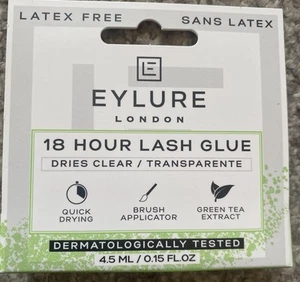 LATEX FREE SANS LATEX
E
EYLURE
LONDON
18 HOUR LASH GLUE
DRIES CLEAR / TRANSPARENTE
QUICK DRYING
BRUSH APPLICATOR
GREEN TEA EXTRACT
DERMATOLOGICALLY TESTED
4.5 ML / 0.15 FL.OZ